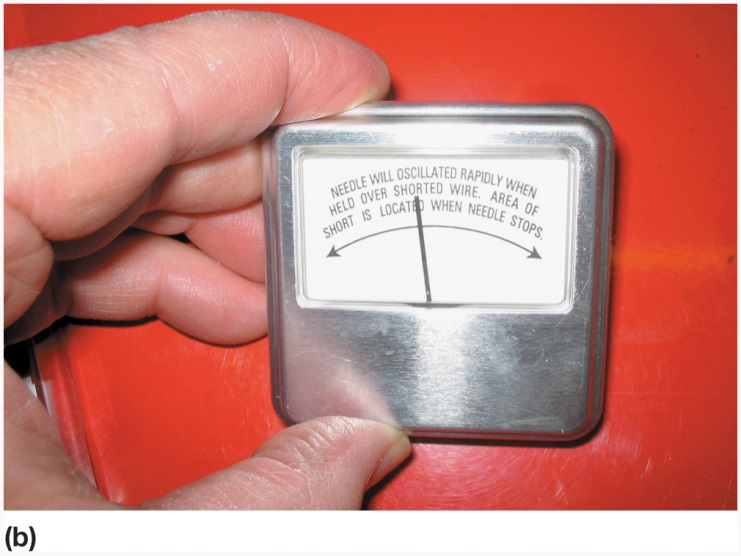 NEEDLE WILL OSCILLATED RAPIDLY WHEN
HELD OVER SHORTED WIRE. AREA OF
SHORT IS LOCATED WHEN NEEDLE STOPS.
(b)